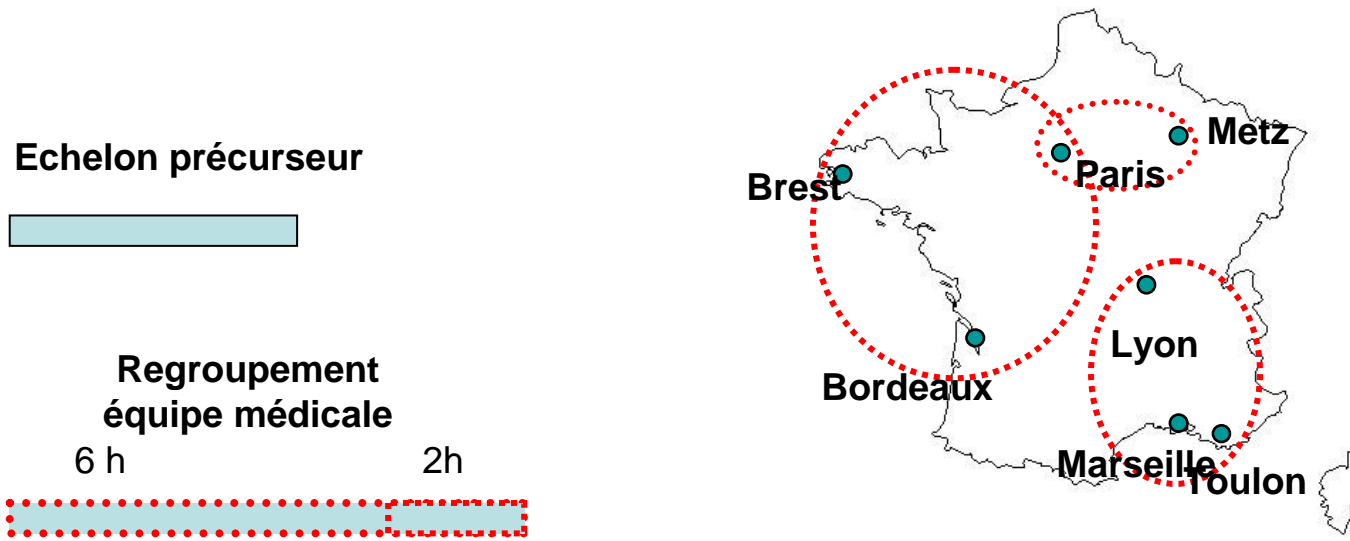 Echelon précurseur
Regroupement
équipe médicale
6 h
2h
Metz
Paris
Brest
Lyon
Bordeaux
Marseille
Toulon